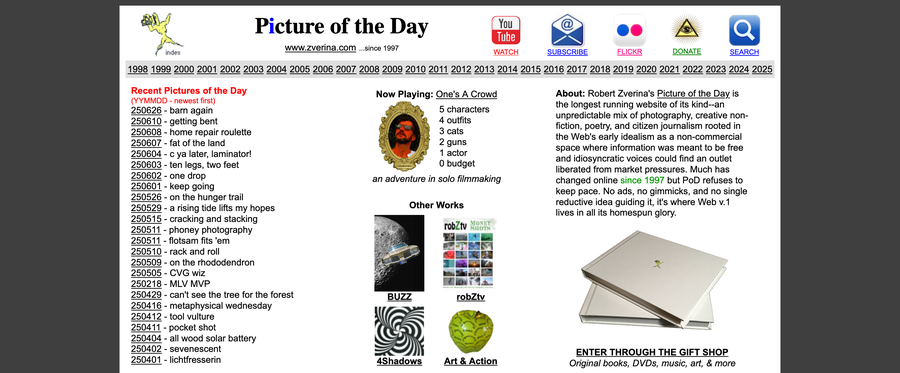 index
Picture of the Day
www.zverina.com ...since 1997
You
Tube
WATCH
SUBSCRIBE
FLICKR
DONATE
SEARCH
1998 1999 2000 2001 2002 2003 2004 2005 2006 2007 2008 2009 2010 2011 2012 2013 2014 2015 2016 2017 2018 2019 2020 2021 2022 2023 2024 2025
Recent Pictures of the Day
(YYMMDD - newest first)
250626 - barn again
250610 - getting bent
250608 - home repair roulette
250607 - fat of the land
250604 - c ya later, laminator!
250603 - ten legs, two feet
250602 - one drop
250601 - keep going
250526 - on the hunger trail
250529 - a rising tide lifts my hopes
250515 - cracking and stacking
250511 - phoney photography
250511 - flotsam fits 'em
250510 - rack and roll
250509 - on the rhododendron
250505 - CVG wiz
250218 - MLV MVP
250429 - can't see the tree for the forest
250416 - metaphysical wednesday
250412 - tool vulture
250411 - pocket shot
250404 - all wood solar battery
250402 - sevenescent
250401 - lichtfresserin
Now Playing: One's A Crowd
5 characters
4 outfits
3 cats
2 guns
1 actor
0 budget
an adventure in solo filmmaking
Other Works
robZtv MONEY SHOTS
BUZZ
robZtv
4Shadows
Art & Action
About: Robert Zverina's Picture of the Day is
the longest running website of its kind--an
unpredictable mix of photography, creative non-
fiction, poetry, and citizen journalism rooted in
the Web's early idealism as a non-commercial
space where information was meant to be free
and idiosyncratic voices could find an outlet
liberated from market pressures. Much has
changed online since 1997 but PoD refuses to
keep pace. No ads, no gimmicks, and no single
reductive idea guiding it, it's where Web v.1
lives in all its homespun glory.
ENTER THROUGH THE GIFT SHOP
Original books, DVDs, music, art, & more